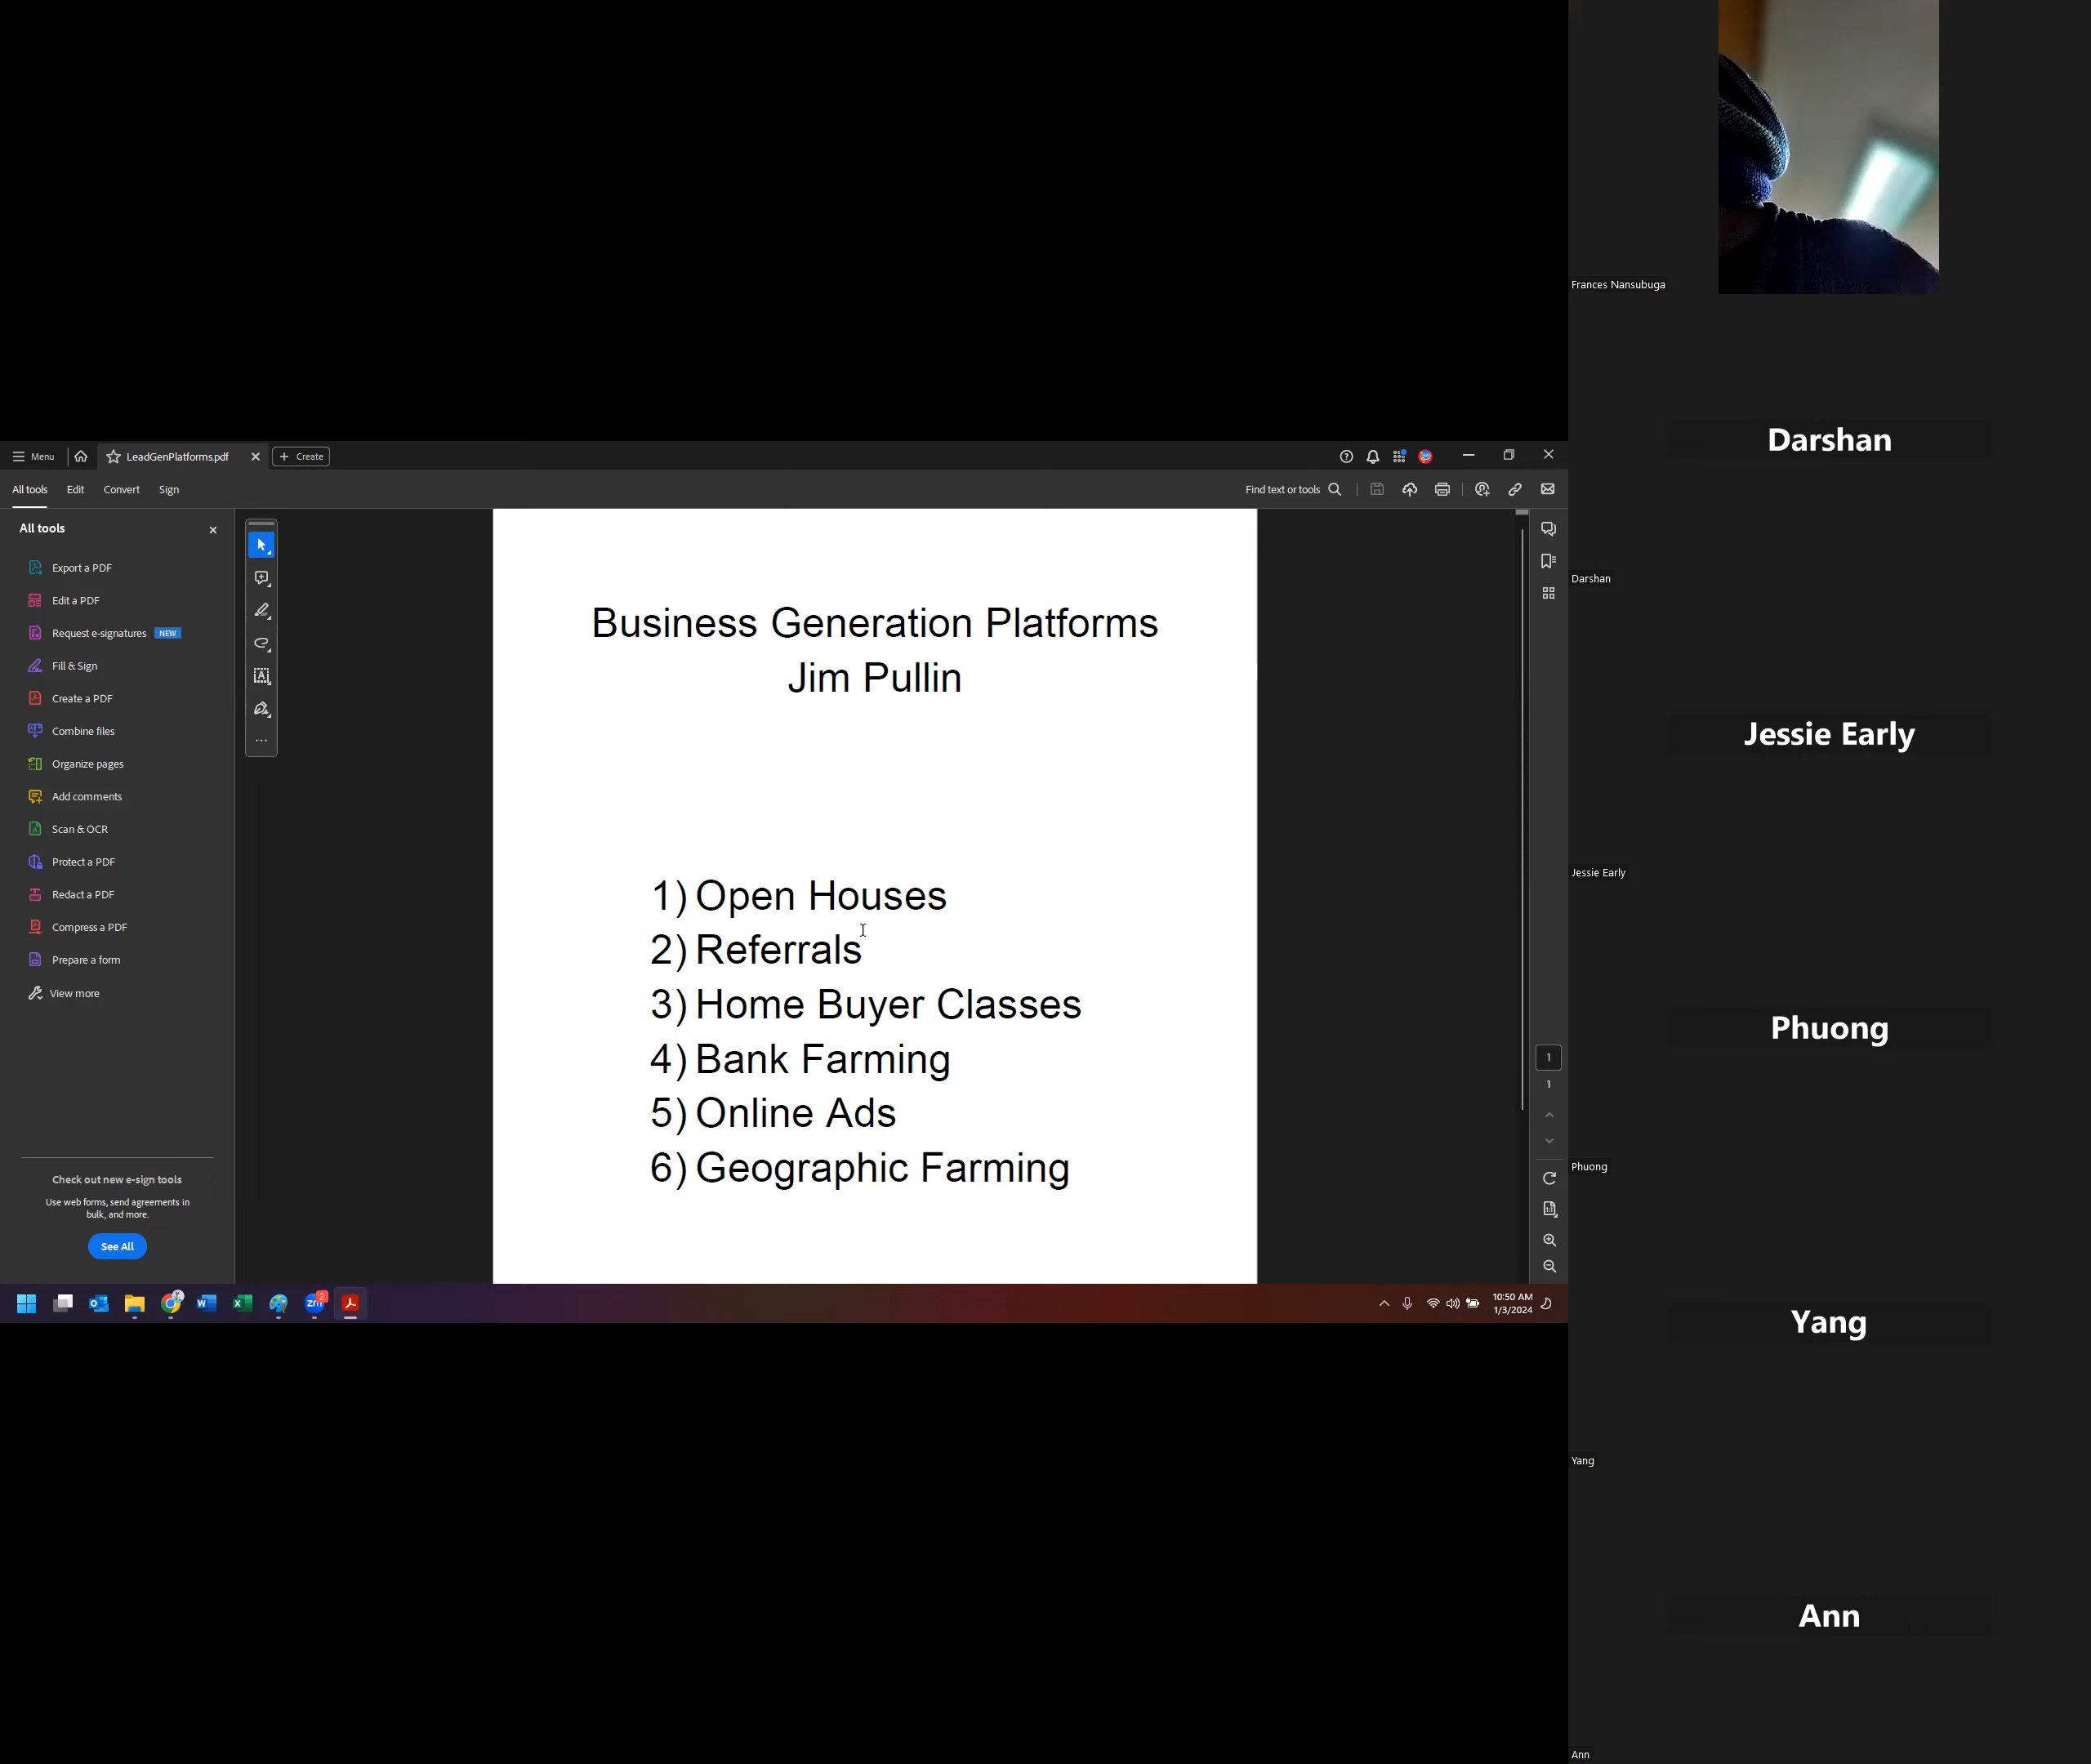 Menu
LeadGenPlatforms.pdf
Create
All tools
Edit
Convert
Sign
Find text or tools
All tools
Export a PDF
Edit a PDF
Request e-signatures NEW
Fill & Sign
Create a PDF
Combine files
Organize pages
Add comments
Scan & OCR
Protect a PDF
Redact a PDF
Compress a PDF
Prepare a form
View more
Check out new e-sign tools
Use web forms, send agreements in
bulk, and more.
See All
Business Generation Platforms
Jim Pullin
1) Open Houses
2) Referrals
3) Home Buyer Classes
4) Bank Farming
5) Online Ads
6) Geographic Farming
1
1
10:50 AM
1/3/2024
Frances Nansubuga
Darshan
Darshan
Jessie Early
Jessie Early
Phuong
Phuong
Yang
Yang
Ann
Ann